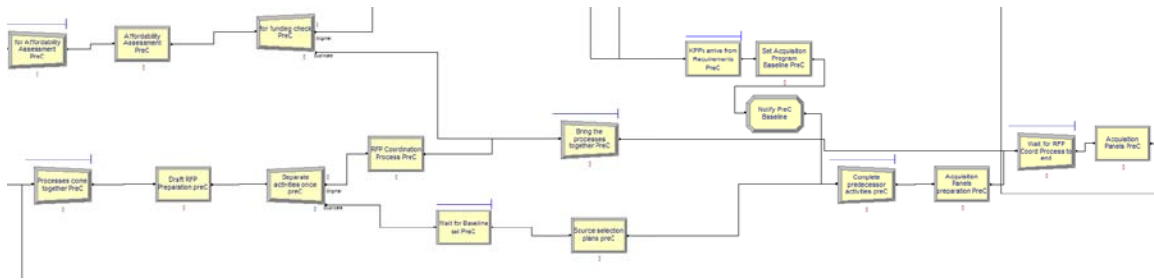 for Affordability
Assessment
PreC
Affordability
Assessment
PreC
for funding check
PreC
Original
Duplicate
KPPs arrive from
Requirements
PreC
Set Acquisition
Program
Baseline PreC
Notify PreC
Baseline
Bring the
processes
together PreC
RFP Coordination
Process PreC
Wait for RFP
Coord Process to
end
Acquisition
Panels PreC
Processes come
together PreC
Draft RFP
Preparation preC
Separate
activities once
preC
Original
Duplicate
Complete
predecessor
activities preC
Acquisition
Panels
preparation PreC
Wait for Baseline
set PreC
Source selection
plans preC